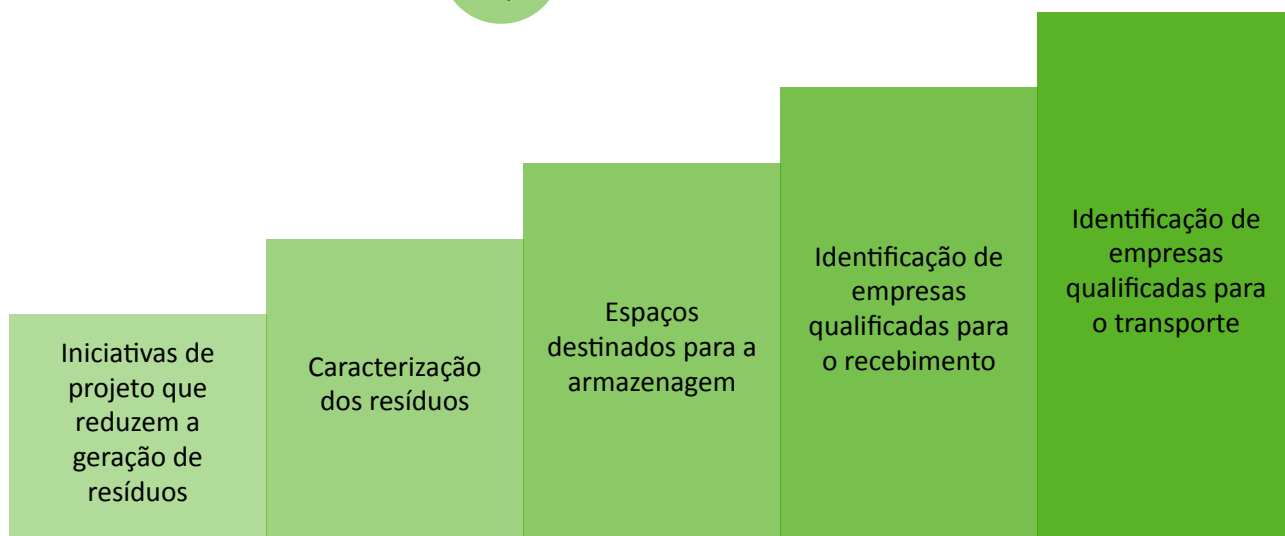 Iniciativas de
projeto que
reduzem a
geração de
resíduos
Caracterização
dos resíduos
Espaços
destinados para a
armazenagem
Identificação de
empresas
qualificadas para
o recebimento
Identificação de
empresas
qualificadas para
o transporte